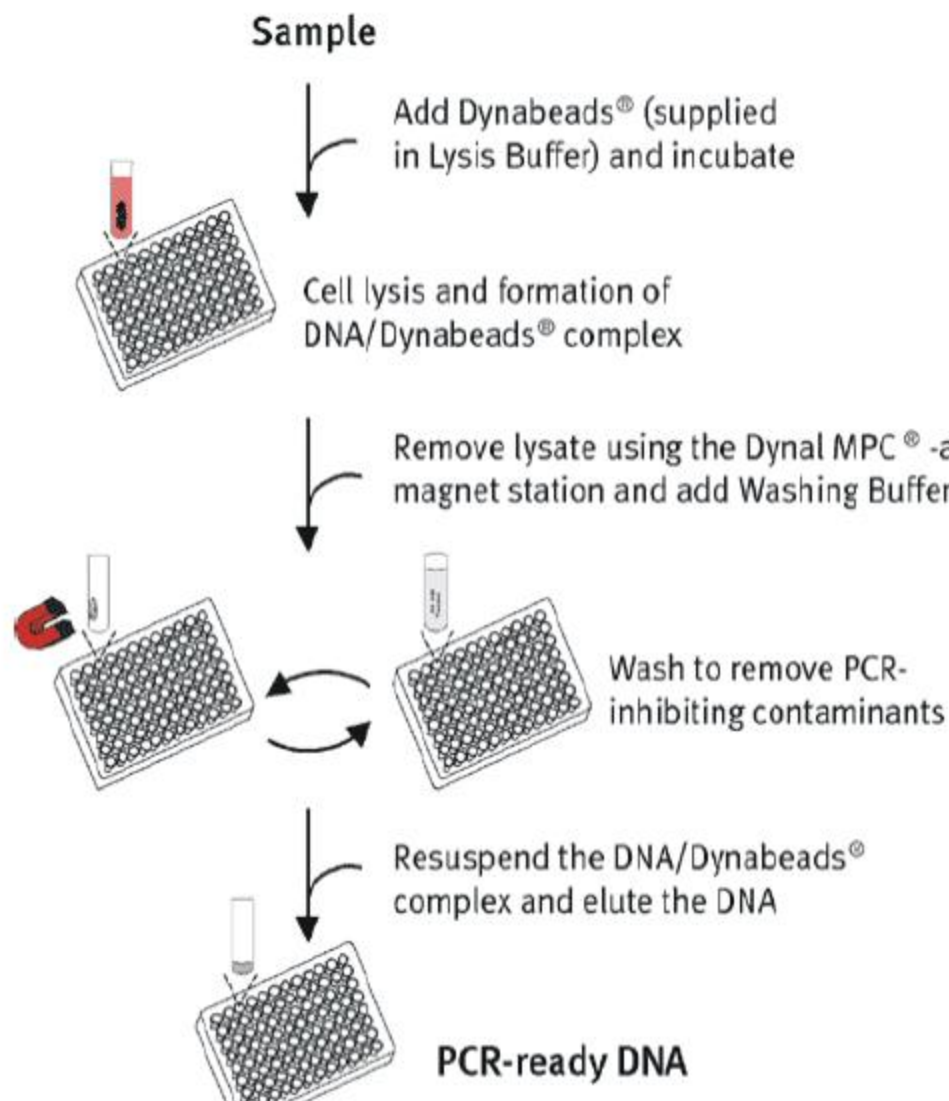 Sample
Add Dynabeads® (supplied
in Lysis Buffer) and incubate
Cell lysis and formation of
DNA/Dynabeads® complex
Remove lysate using the Dynal MPC® -a
magnet station and add Washing Buffer
Wash to remove PCR-
inhibiting contaminants
Resuspend the DNA/Dynabeads®
complex and elute the DNA
PCR-ready DNA